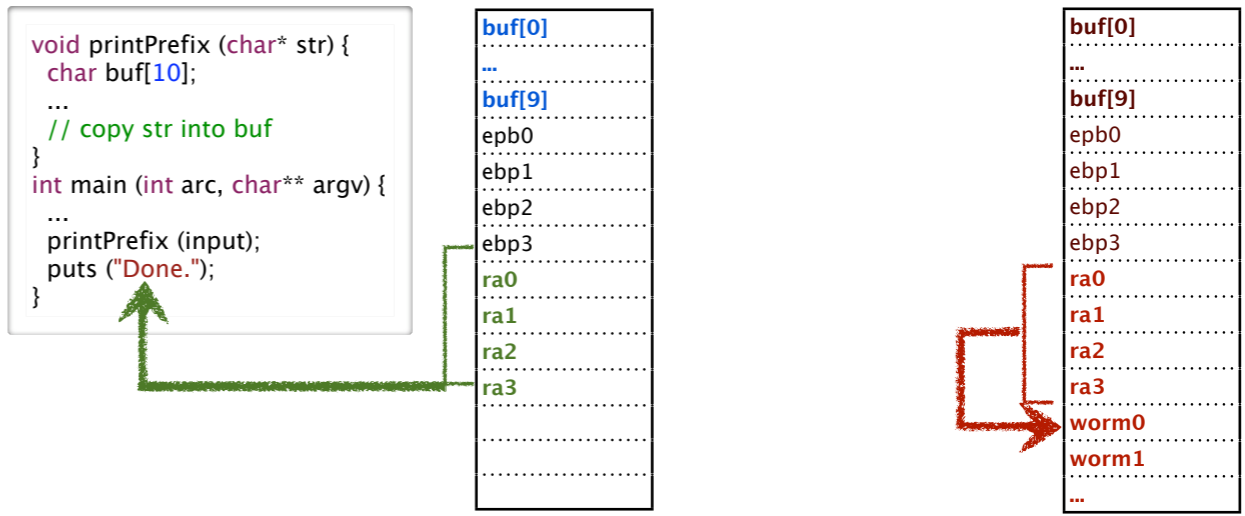 void printPrefix (char* str) {
char buf[10];
...
// copy str into buf
}
int main (int arc, char** argv) {
...
printPrefix (input);
puts ("Done.");
}
buf[0]
...
buf[9]
epb0
ebp1
ebp2
ebp3
ra0
ra1
ra2
ra3
buf[0]
...
buf[9]
epb0
ebp1
ebp2
ebp3
ra0
ra1
ra2
ra3
worm0
worm1
...